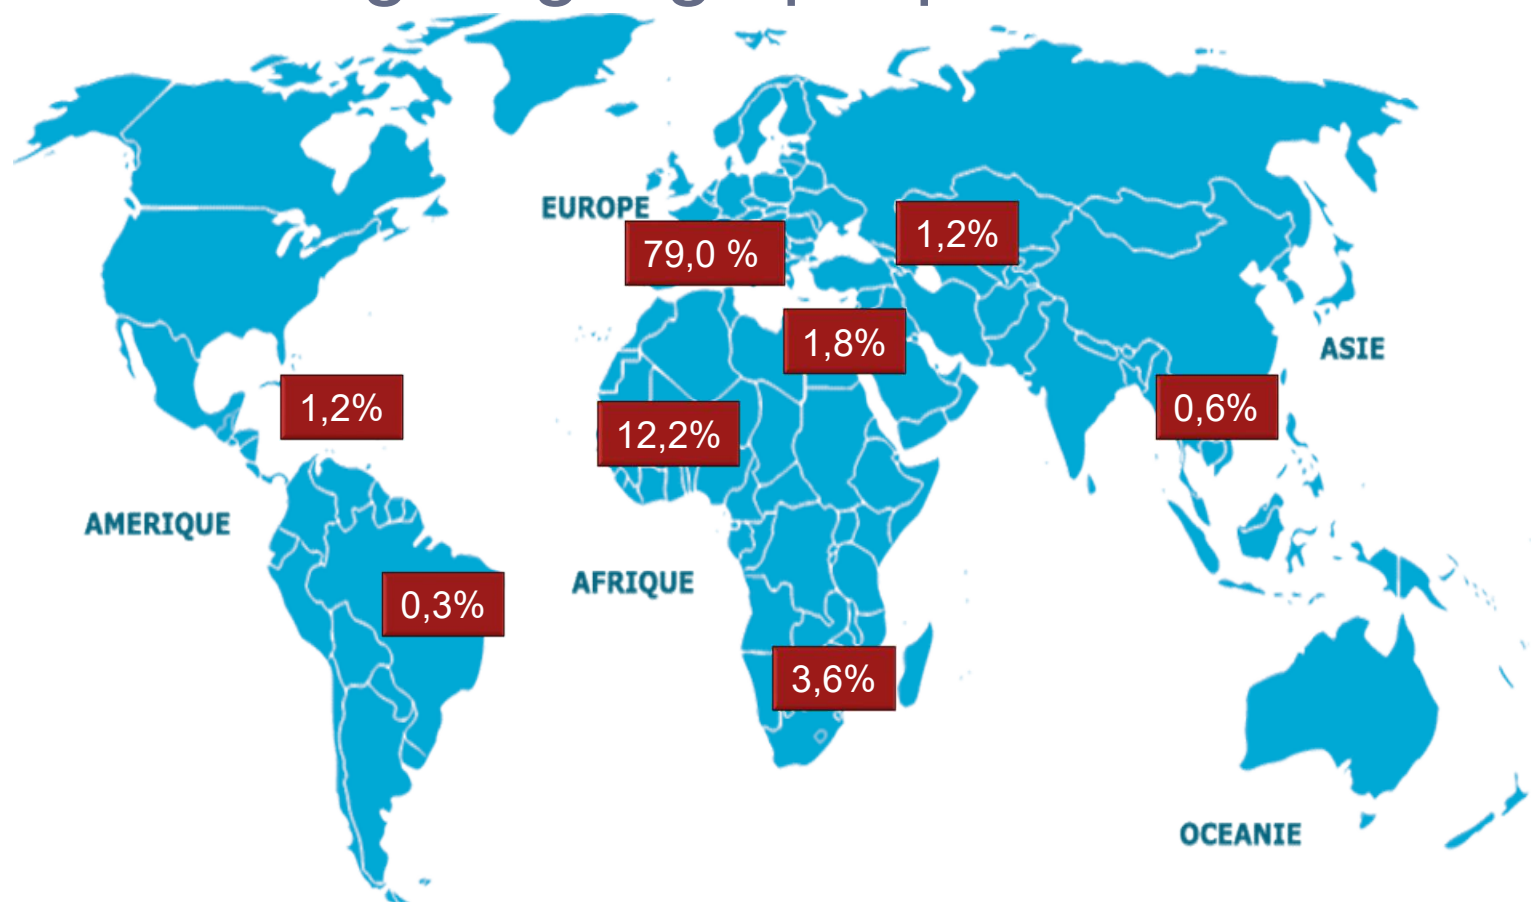 EUROPE
79,0 %
1,2%
1,8%
ASIE
1,2%
12,2%
0,6%
AMERIQUE
AFRIQUE
0,3%
3,6%
OCEANIE